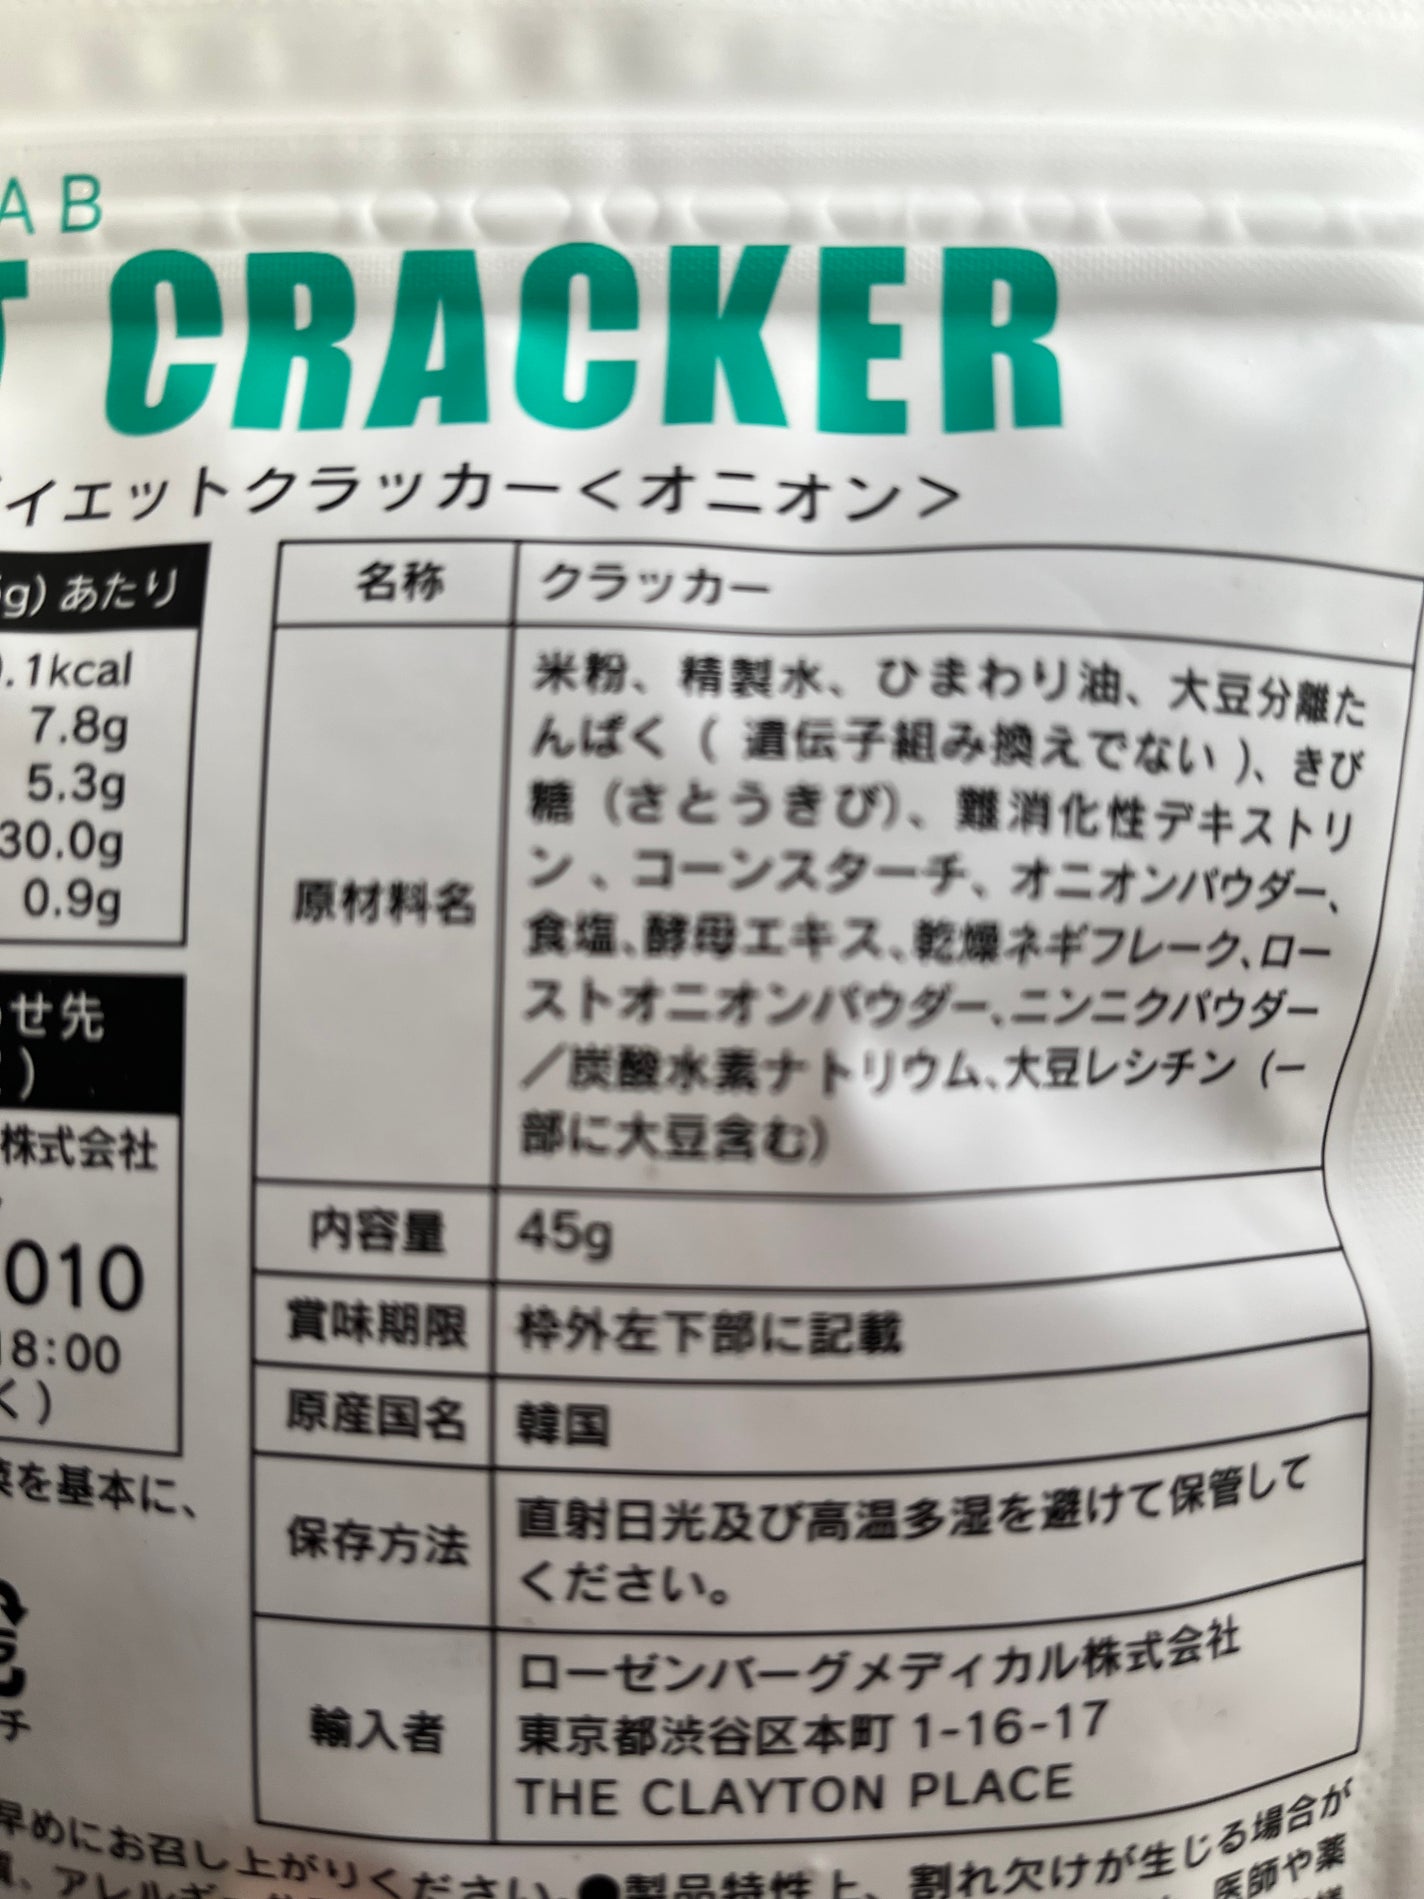 AB
CRACKER
イエットクラッカー＜オニオン＞
g) あたり
.1kcal
7.8g
5.3g
30.0g
0.9g
せ先
)
株式会社
010
18:00
く)
を基本に、
チ
名称 クラッカー
原材料名
米粉、精製水、ひまわり油、大豆分離た
んぱく ( 遺伝子組み換えでない )、きび
糖（さとうきび）、難消化性デキストリ
ン、コーンスターチ、オニオンパウダー、
食塩、酵母エキス、乾燥ネギフレーク、ロー
ストオニオンパウダー、ニンニクパウダー
／炭酸水素ナトリウム、大豆レシチン (一
部に大豆含む)
内容量 45g
賞味期限 枠外左下部に記載
原産国名 韓国
保存方法
直射日光及び高温多湿を避けて保管して
ください。
輸入者
ローゼンバーグメディカル株式会社
東京都渋谷区本町 1-16-17
THE CLAYTON PLACE
早めにお召し上がりください。●製品特性上、割れ欠けが生じる場合が
、アレルギー 医師や薬